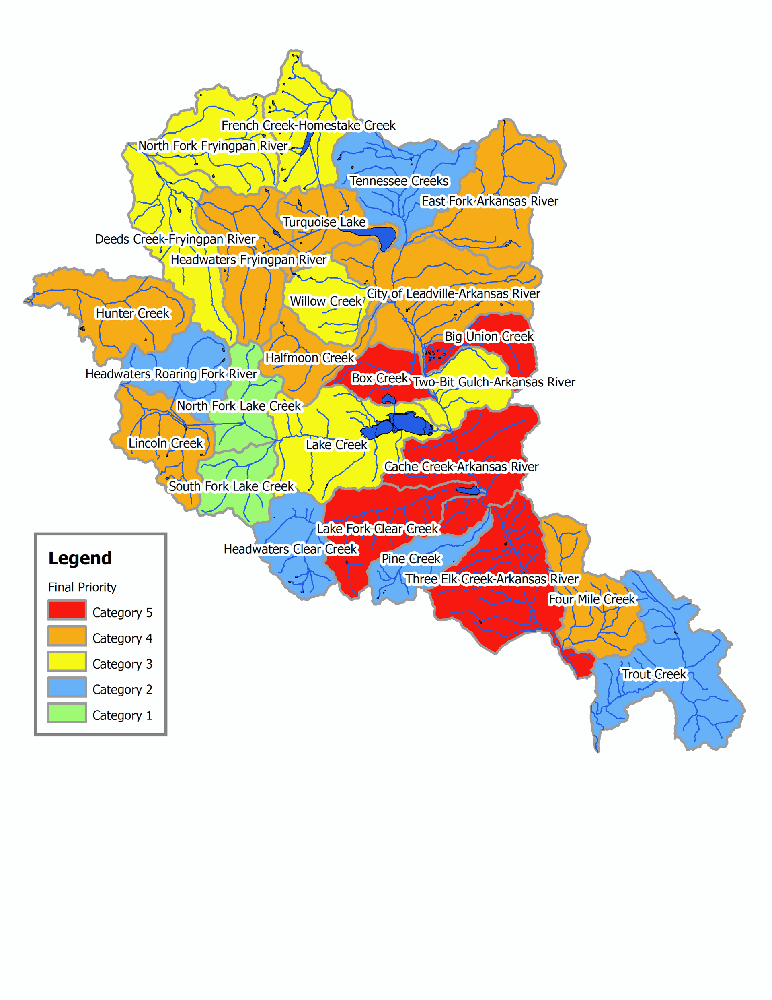 French Creek-Homestake Creek
North Fork Fryingpan River
Tennessee Creeks
East Fork Arkansas River
Turquoise Lake
Deeds Creek-Fryingpan River
Headwaters Fryingpan River
City of Leadville-Arkansas River
Willow Creek
Hunter Creek
Big Union Creek
Halfmoon Creek
Headwaters Roaring Fork River
Box Creek
Two-Bit Gulch-Arkansas River
North Fork Lake Creek
Lincoln Creek
Lake Creek
Cache Creek-Arkansas River
South Fork Lake Creek
Lake Fork-Clear Creek
Headwaters Clear Creek
Pine Creek
Three Elk Creek-Arkansas River
Four Mile Creek
Trout Creek
Legend
Final Priority
Category 5
Category 4
Category 3
Category 2
Category 1